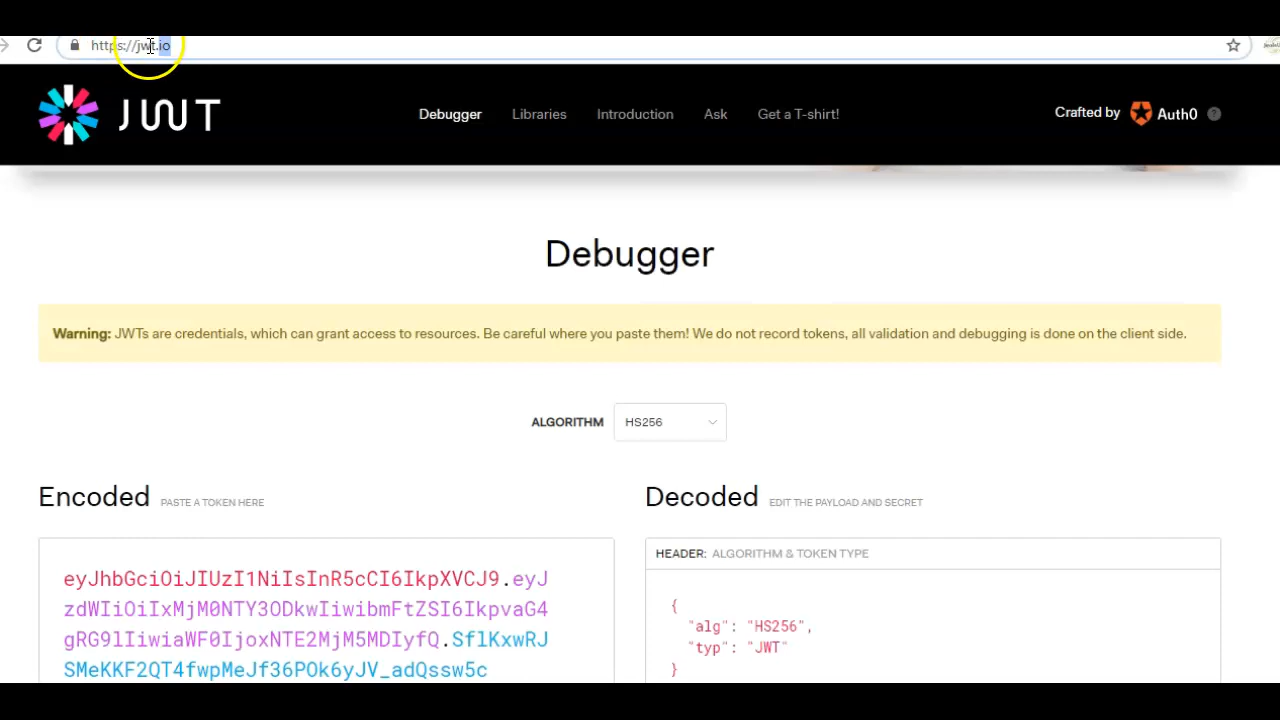 https://jwt.io
JWT
Debugger Libraries Introduction Ask Get a T-shirt! Crafted by Auth0 ?
Debugger
Warning: JWTs are credentials, which can grant access to resources. Be careful where you paste them! We do not record tokens, all validation and debugging is done on the client side.
ALGORITHM HS256
Encoded PASTE A TOKEN HERE
Decoded EDIT THE PAYLOAD AND SECRET
eyJhbGciOiJIUzI1NiIsInR5cCI6IkpXVCJ9.eyJ
zdWIiOiIxMjM0NTY3ODkwIiwibmFtZSI6IkpvaG4
gRG9lIiwiaWF0IjoxNTE2MjM5MDIyfQ.SflKxwRJ
SMeKKF2QT4fwpMeJf36POk6yJV_adQssw5c
HEADER: ALGORITHM & TOKEN TYPE
{
"alg": "HS256",
"typ": "JWT"
}